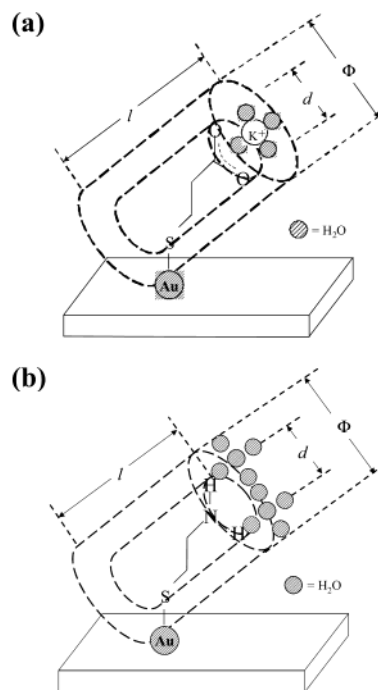 (a)
l
d
Φ
O
K+
O
= H₂O
S
Au
(b)
l
d
Φ
H
N
H
= H₂O
S
Au